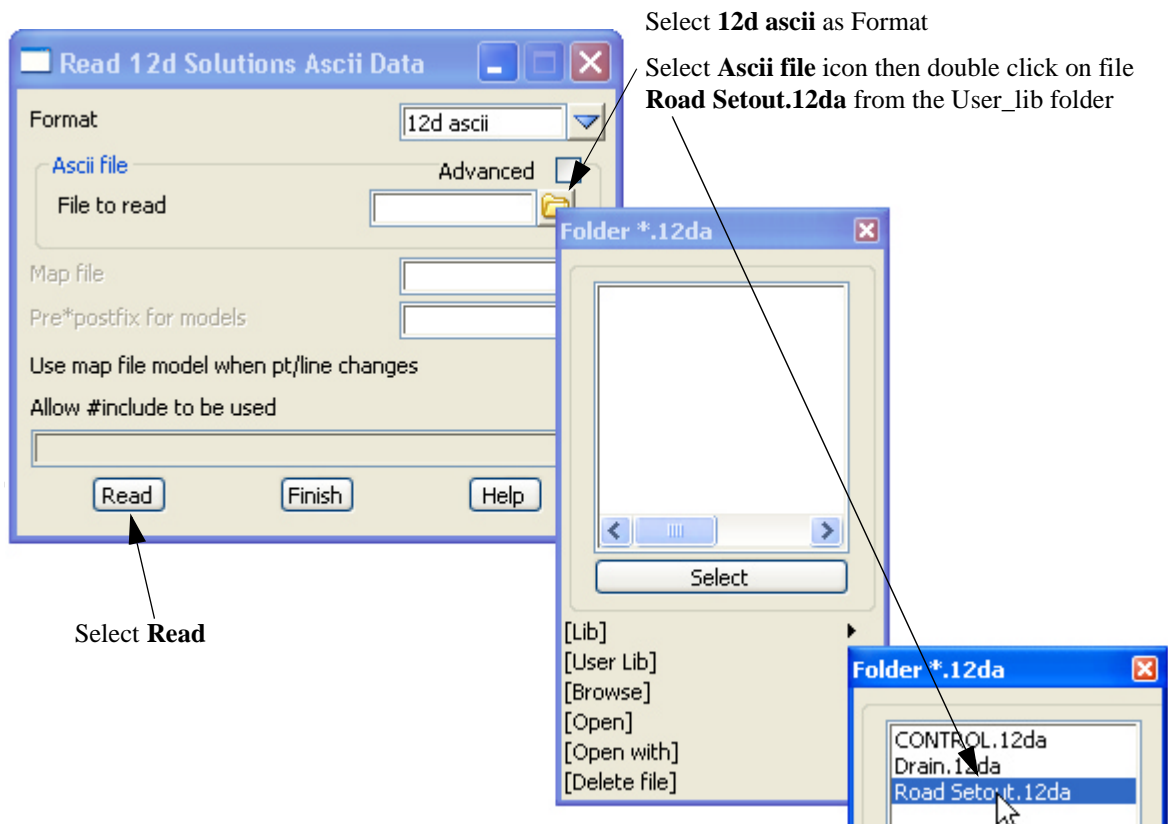 Select 12d ascii as Format
Select Ascii file icon then double click on file
Road Setout.12da from the User_lib folder
Read 12d Solutions Ascii Data
Format
12d ascii
Ascii file
Advanced
File to read
Map file
Pre*postfix for models
Use map file model when pt/line changes
Allow #include to be used
Read
Finish
Help
Select Read
Folder *.12da
Select
[Lib]
[User Lib]
[Browse]
[Open]
[Open with]
[Delete file]
Folder *.12da
CONTROL.12da
Drain.12da
Road Setout.12da